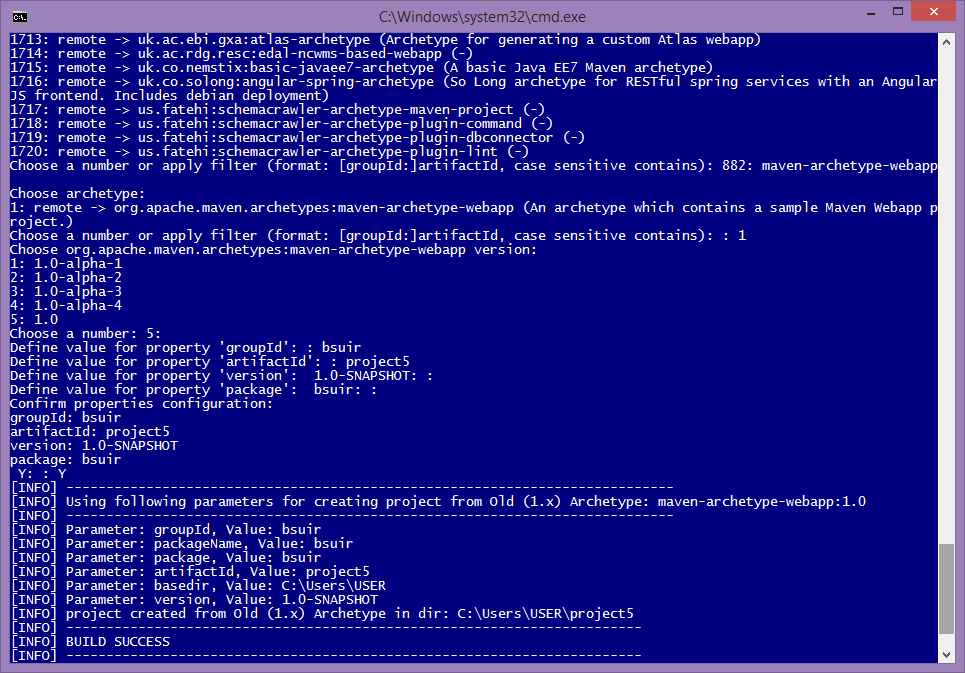 C:\Windows\system32\cmd.exe
1713: remote -> uk.ac.ebi.gxa:atlas-archetype (Archetype for generating a custom Atlas webapp)
1714: remote -> uk.ac.rdg.resc:edal-ncwms-based-webapp (-)
1715: remote -> uk.co.nemstix:basic-javaee7-archetype (A basic Java EE7 Maven archetype)
1716: remote -> uk.co.solong:angular-spring-archetype (So Long archetype for RESTful spring services with an Angular
JS frontend. Includes debian deployment)
1717: remote -> us.fatehi:schemacrawler-archetype-maven-project (-)
1718: remote -> us.fatehi:schemacrawler-archetype-plugin-command (-)
1719: remote -> us.fatehi:schemacrawler-archetype-plugin-dbconnector (-)
1720: remote -> us.fatehi:schemacrawler-archetype-plugin-lint (-)
Choose a number or apply filter (format: [groupId:]artifactId, case sensitive contains): 882: maven-archetype-webapp
Choose archetype:
1: remote -> org.apache.maven.archetypes:maven-archetype-webapp (An archetype which contains a sample Maven Webapp p
roject.)
Choose a number or apply filter (format: [groupId:]artifactId, case sensitive contains): : 1
Choose org.apache.maven.archetypes:maven-archetype-webapp version:
1: 1.0-alpha-1
2: 1.0-alpha-2
3: 1.0-alpha-3
4: 1.0-alpha-4
5: 1.0
Choose a number: 5:
Define value for property 'groupId': : bsuir
Define value for property 'artifactId': : project5
Define value for property 'version':  1.0-SNAPSHOT: :
Define value for property 'package':  bsuir: :
Confirm properties configuration:
groupId: bsuir
artifactId: project5
version: 1.0-SNAPSHOT
package: bsuir
 Y: : Y
[INFO] ----------------------------------------------------------------------------
[INFO] Using following parameters for creating project from Old (1.x) Archetype: maven-archetype-webapp:1.0
[INFO] ----------------------------------------------------------------------------
[INFO] Parameter: groupId, Value: bsuir
[INFO] Parameter: packageName, Value: bsuir
[INFO] Parameter: package, Value: bsuir
[INFO] Parameter: artifactId, Value: project5
[INFO] Parameter: basedir, Value: C:\Users\USER
[INFO] Parameter: version, Value: 1.0-SNAPSHOT
[INFO] project created from Old (1.x) Archetype in dir: C:\Users\USER\project5
[INFO] ------------------------------------------------------------------------
[INFO] BUILD SUCCESS
[INFO] ------------------------------------------------------------------------